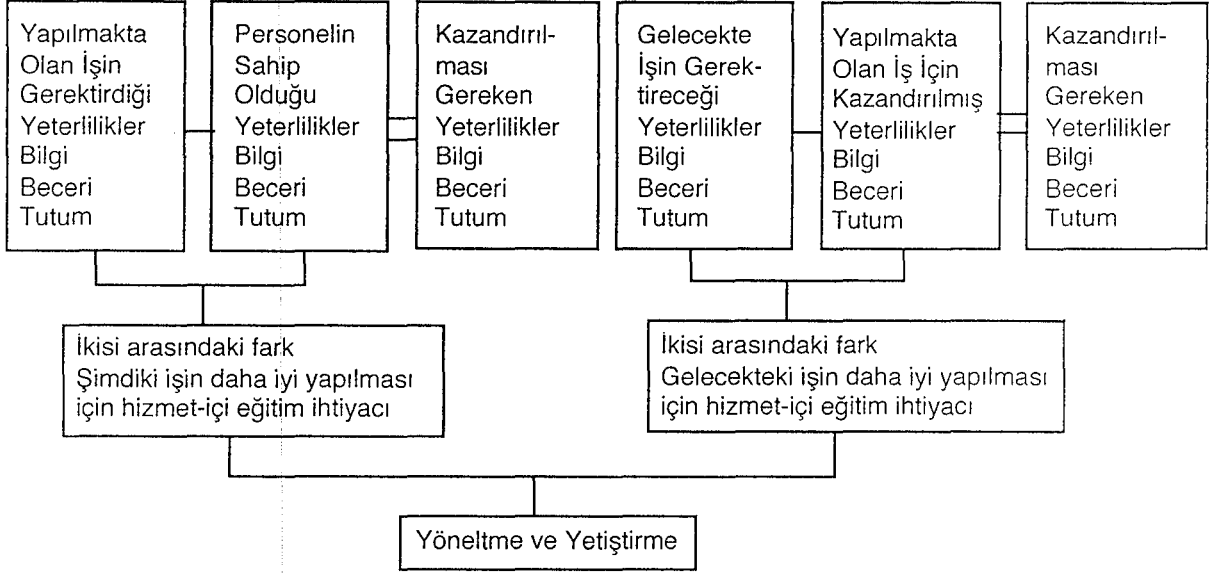 Yapılmakta
Olan İşin
Gerektirdiği
Yeterlilikler
Bilgi
Beceri
Tutum
Personelin
Sahip
Olduğu
Yeterlilikler
Bilgi
Beceri
Tutum
Kazandırıl-
ması
Gereken
Yeterlilikler
Bilgi
Beceri
Tutum
Gelecekte
İşin Gerek-
tireceği
Yeterlilikler
Bilgi
Beceri
Tutum
Yapılmakta
Olan İş İçin
Kazandırılmış
Yeterlilikler
Bilgi
Beceri
Tutum
Kazandırıl-
ması
Gereken
Yeterlilikler
Bilgi
Beceri
Tutum
İkisi arasındaki fark
Şimdiki işin daha iyi yapılması
için hizmet-içi eğitim ihtiyacı
İkisi arasındaki fark
Gelecekteki işin daha iyi yapılması
için hizmet-içi eğitim ihtiyacı
Yöneltme ve Yetiştirme